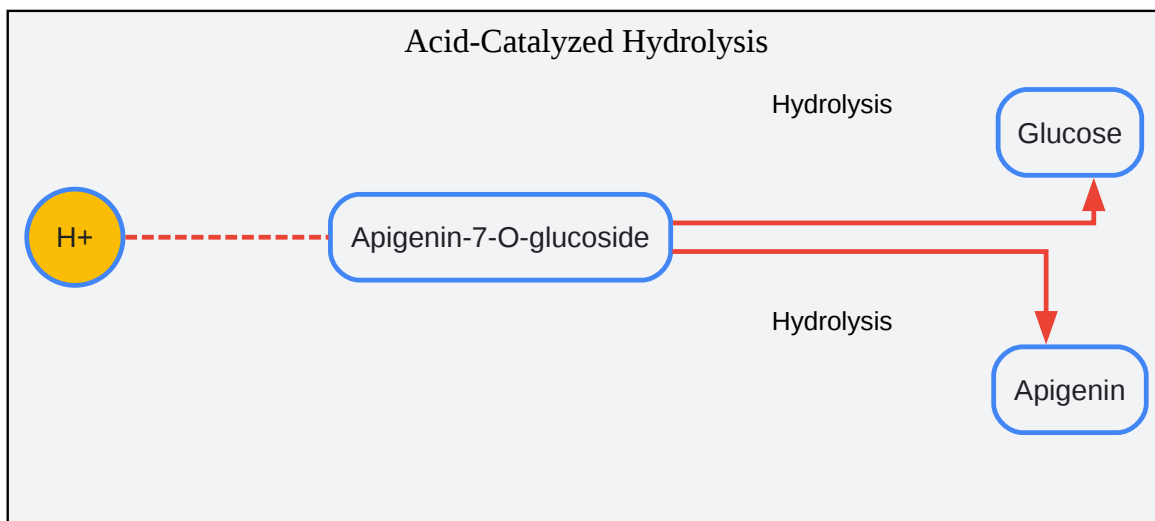 Acid-Catalyzed Hydrolysis
Hydrolysis
Glucose
H+
Apigenin-7-O-glucoside
Hydrolysis
Apigenin